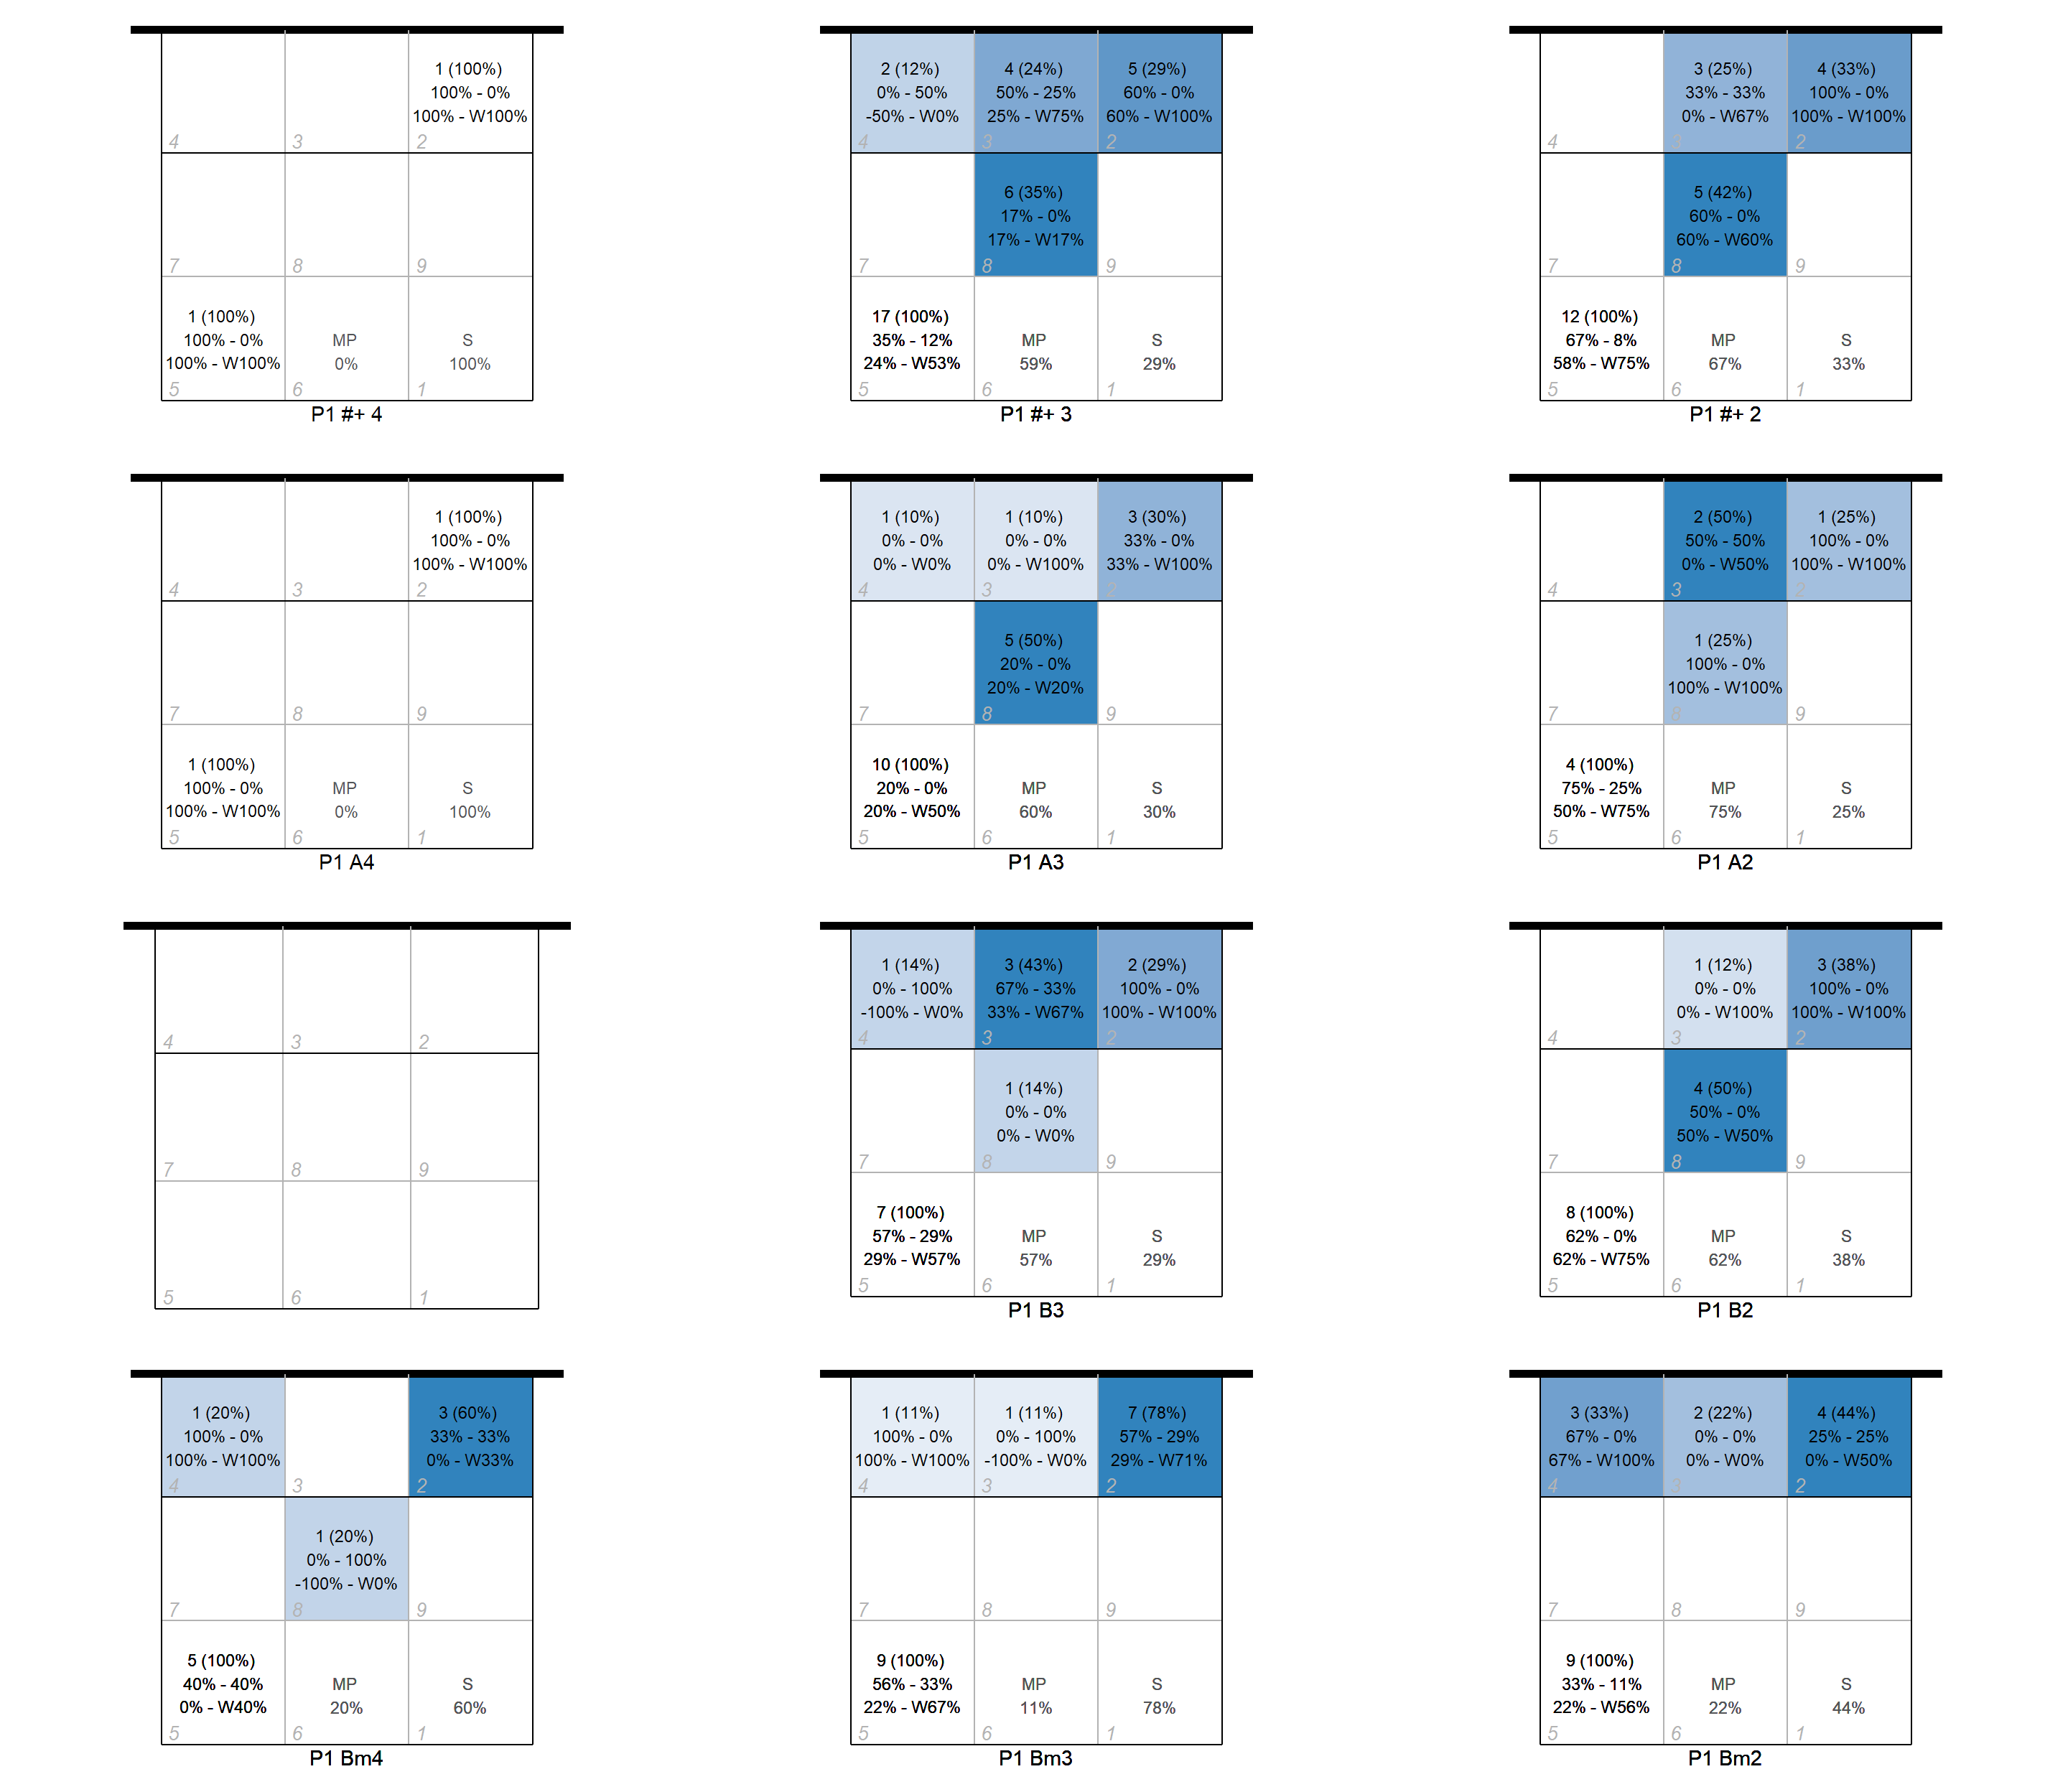 1 (100%)
100% - 0%
100% - W100%
4
3
2
7
8
9
1 (100%)
100% - 0%
100% - W100%
MP
0%
S
100%
5
6
1
P1 #+ 4
2 (12%)
0% - 50%
-50% - W0%
4 (24%)
50% - 25%
25% - W75%
5 (29%)
60% - 0%
60% - W100%
4
3
2
6 (35%)
17% - 0%
17% - W17%
7
8
9
17 (100%)
35% - 12%
24% - W53%
MP
59%
S
29%
5
6
1
P1 #+ 3
3 (25%)
33% - 33%
0% - W67%
4 (33%)
100% - 0%
100% - W100%
4
3
2
5 (42%)
60% - 0%
60% - W60%
7
8
9
12 (100%)
67% - 8%
58% - W75%
MP
67%
S
33%
5
6
1
P1 #+ 2
1 (100%)
100% - 0%
100% - W100%
4
3
2
7
8
9
1 (100%)
100% - 0%
100% - W100%
MP
0%
S
100%
5
6
1
P1 A4
1 (10%)
0% - 0%
0% - W0%
1 (10%)
0% - 0%
0% - W100%
3 (30%)
33% - 0%
33% - W100%
4
3
2
5 (50%)
20% - 0%
20% - W20%
7
8
9
10 (100%)
20% - 0%
20% - W50%
MP
60%
S
30%
5
6
1
P1 A3
2 (50%)
50% - 50%
0% - W50%
1 (25%)
100% - 0%
100% - W100%
4
3
2
1 (25%)
100% - 0%
100% - W100%
7
8
9
4 (100%)
75% - 25%
50% - W75%
MP
75%
S
25%
5
6
1
P1 A2
4
3
2
7
8
9
5
6
1
1 (14%)
0% - 100%
-100% - W0%
3 (43%)
67% - 33%
33% - W67%
2 (29%)
100% - 0%
100% - W100%
4
3
2
1 (14%)
0% - 0%
0% - W0%
7
8
9
7 (100%)
57% - 29%
29% - W57%
MP
57%
S
29%
5
6
1
P1 B3
1 (12%)
0% - 0%
0% - W100%
3 (38%)
100% - 0%
100% - W100%
4
3
2
4 (50%)
50% - 0%
50% - W50%
7
8
9
8 (100%)
62% - 0%
62% - W75%
MP
62%
S
38%
5
6
1
P1 B2
1 (20%)
100% - 0%
100% - W100%
3 (60%)
33% - 33%
0% - W33%
4
3
2
1 (20%)
0% - 100%
-100% - W0%
7
8
9
5 (100%)
40% - 40%
0% - W40%
MP
20%
S
60%
5
6
1
P1 Bm4
1 (11%)
100% - 0%
100% - W100%
1 (11%)
0% - 100%
-100% - W0%
7 (78%)
57% - 29%
29% - W71%
4
3
2
7
8
9
9 (100%)
56% - 33%
22% - W67%
MP
11%
S
78%
5
6
1
P1 Bm3
3 (33%)
67% - 0%
67% - W100%
2 (22%)
0% - 0%
0% - W0%
4 (44%)
25% - 25%
0% - W50%
4
3
2
7
8
9
9 (100%)
33% - 11%
22% - W56%
MP
22%
S
44%
5
6
1
P1 Bm2